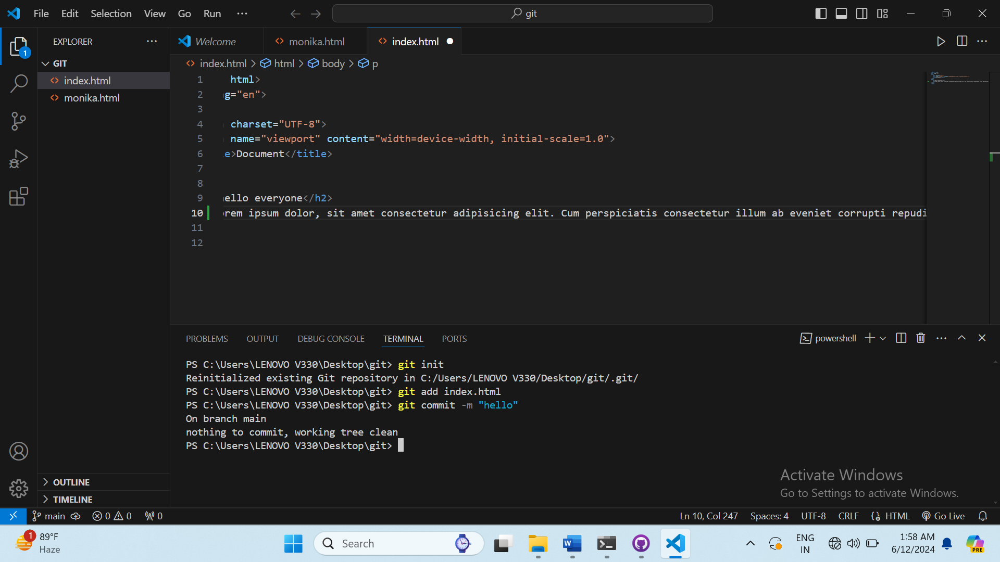 File Edit Selection View Go Run
git
EXPLORER
Welcome
monika.html
index.html
1
GIT
index.html
monika.html
index.html > html > body > p
1 html>
2 g="en">
3
4 charset="UTF-8">
5 name="viewport" content="width=device-width, initial-scale=1.0">
6 e>Document</title>
7
8
9 ello everyone</h2>
10 rem ipsum dolor, sit amet consectetur adipisicing elit. Cum perspiciatis consectetur illum ab eveniet corrupti repudi
11
12
PROBLEMS OUTPUT DEBUG CONSOLE TERMINAL PORTS
powershell
PS C:\Users\LENOVO V330\Desktop\git> git init
Reinitialized existing Git repository in C:/Users/LENOVO V330/Desktop/git/.git/
PS C:\Users\LENOVO V330\Desktop\git> git add index.html
PS C:\Users\LENOVO V330\Desktop\git> git commit -m "hello"
On branch main
nothing to commit, working tree clean
PS C:\Users\LENOVO V330\Desktop\git>
OUTLINE
TIMELINE
Activate Windows
Go to Settings to activate Windows.
main 0 0 0
Ln 10, Col 247 Spaces: 4 UTF-8 CRLF HTML Go Live
1
89°F
Haze
Search
ENG
IN
1:58 AM
6/12/2024
PRE